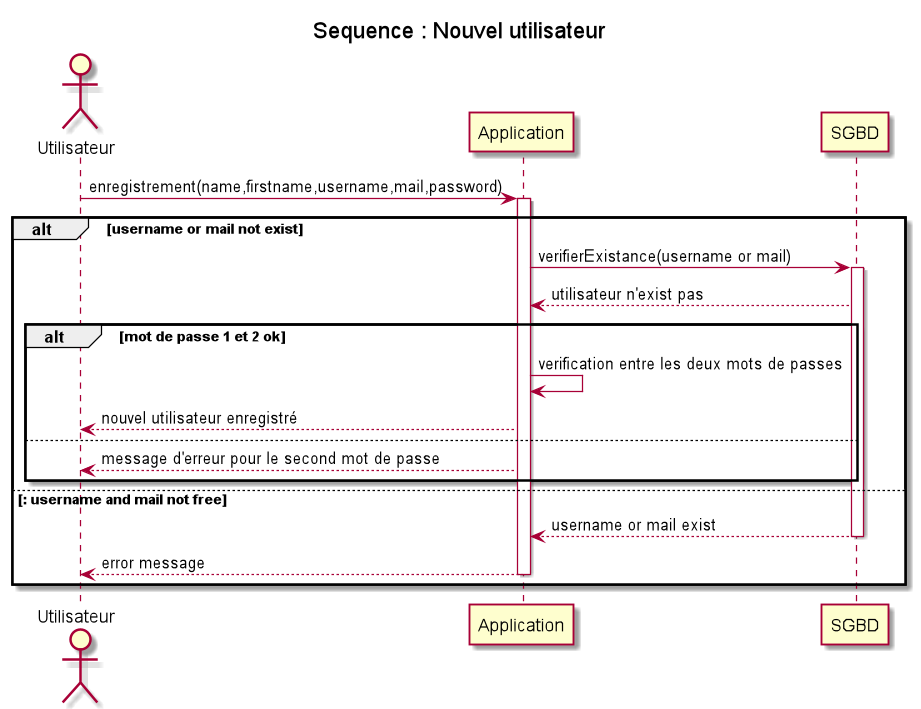 Sequence : Nouvel utilisateur
Utilisateur
Application
SGBD
enregistrement(name,firstname,username,mail,password)
alt
[username or mail not exist]
verifierExistance(username or mail)
utilisateur n'exist pas
alt
[mot de passe 1 et 2 ok]
verification entre les deux mots de passes
nouvel utilisateur enregistré
message d'erreur pour le second mot de passe
[: username and mail not free]
username or mail exist
error message
Utilisateur
Application
SGBD